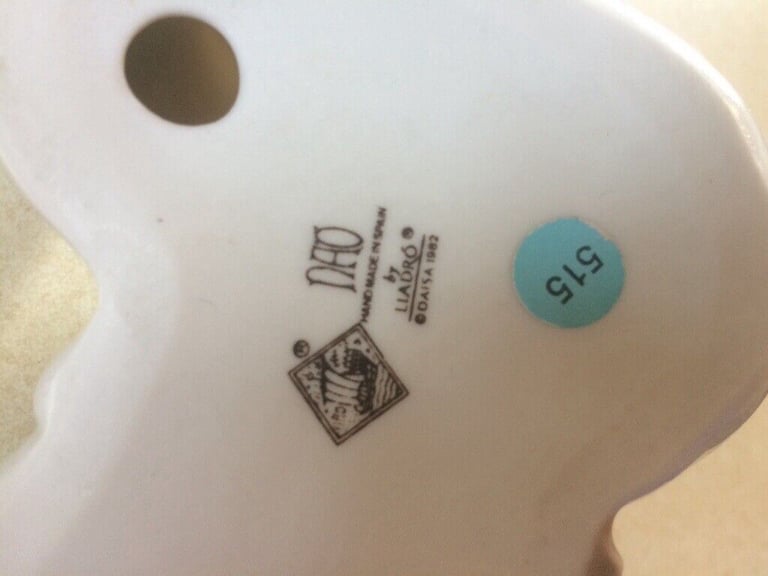 NAO
HAND MADE IN SPAIN
by
LLADRÓ®
© DAISA 1982
®
515